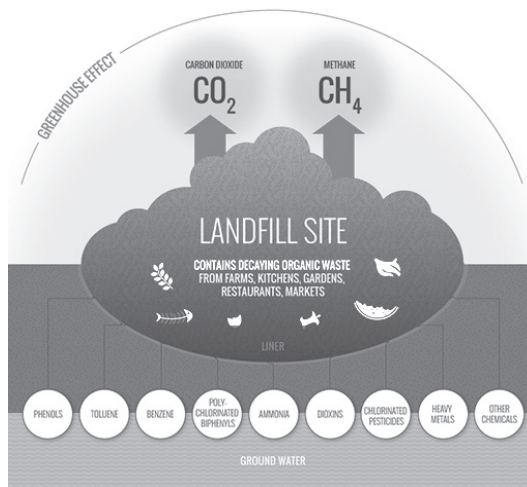 GREENHOUSE EFFECT
CARBON DIOXIDE
CO2
METHANE
CH4
LANDFILL SITE
CONTAINS DECAYING ORGANIC WASTE
FROM FARMS, KITCHENS, GARDENS,
RESTAURANTS, MARKETS
LINER
PHENOLS
TOLUENE
BENZENE
POLY-
CHLORINATED
BIPHENYLS
AMMONIA
DIOXINS
CHLORINATED
PESTICIDES
HEAVY
METALS
OTHER
CHEMICALS
GROUND WATER